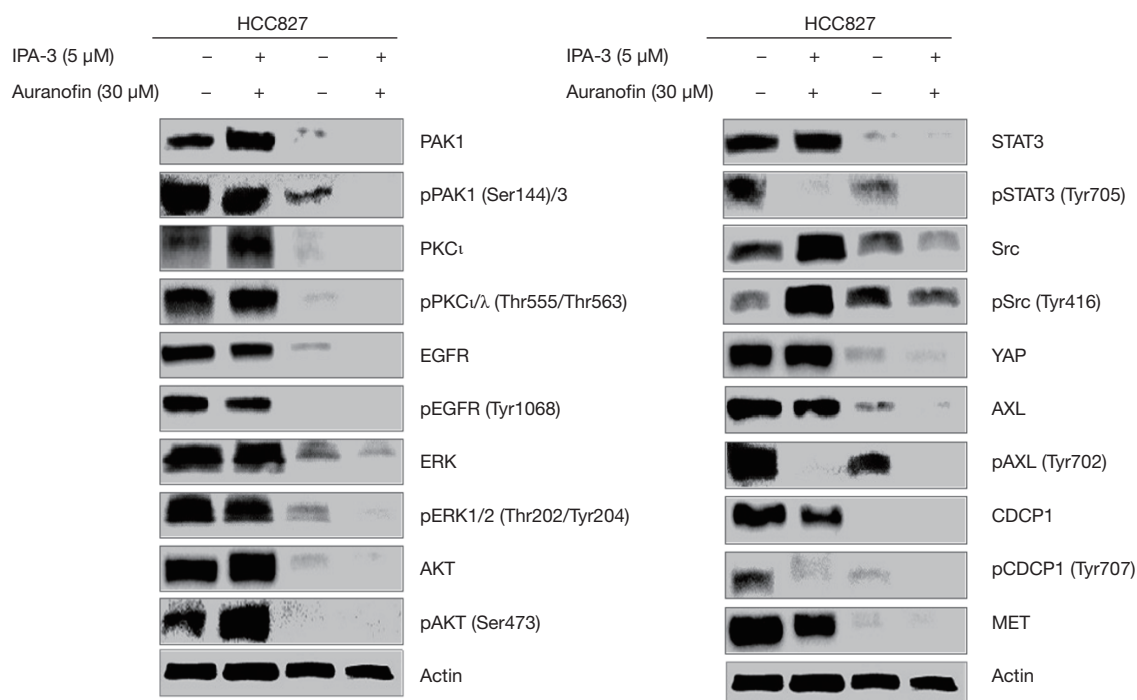 HCC827
IPA-3 (5 µM) – + – +
Auranofin (30 µM) – + – +
PAK1
pPAK1 (Ser144)/3
PKCι
pPKCι/λ (Thr555/Thr563)
EGFR
pEGFR (Tyr1068)
ERK
pERK1/2 (Thr202/Tyr204)
AKT
pAKT (Ser473)
Actin
HCC827
IPA-3 (5 µM) – + – +
Auranofin (30 µM) – + – +
STAT3
pSTAT3 (Tyr705)
Src
pSrc (Tyr416)
YAP
AXL
pAXL (Tyr702)
CDCP1
pCDCP1 (Tyr707)
MET
Actin